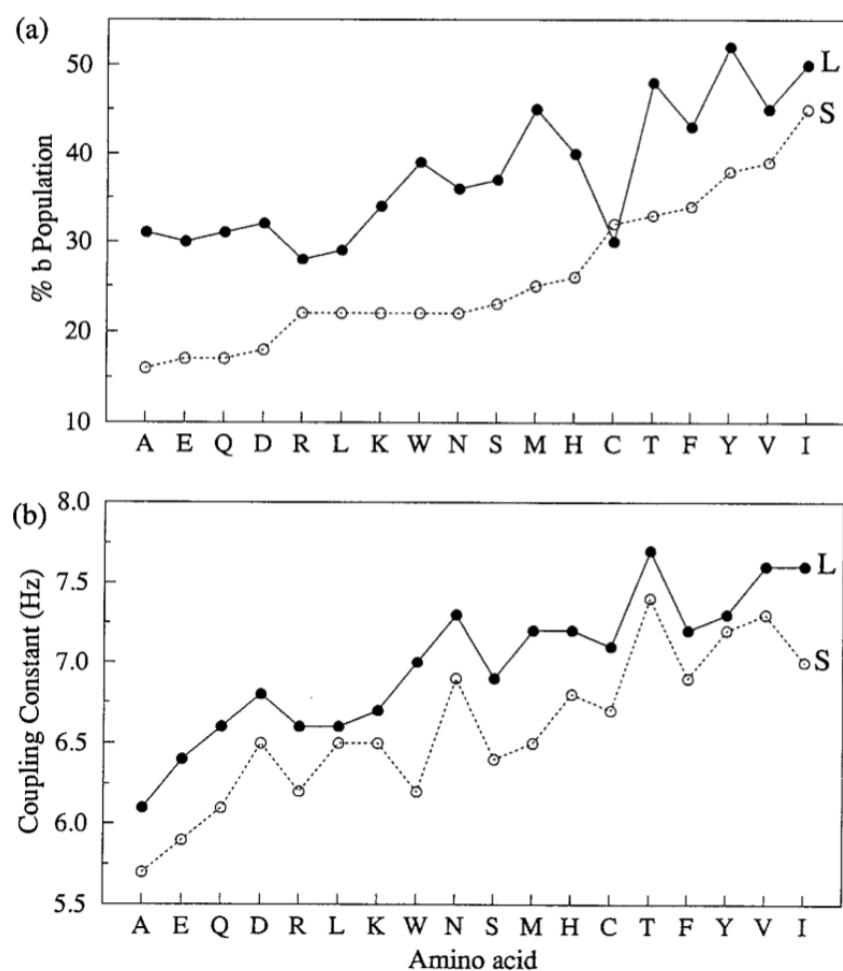 (a)
50
40
30
20
10
% b Population
L
S
A E Q D R L K W N S M H C T F Y V I
(b)
8.0
7.5
7.0
6.5
6.0
5.5
Coupling Constant (Hz)
L
S
A E Q D R L K W N S M H C T F Y V I
Amino acid